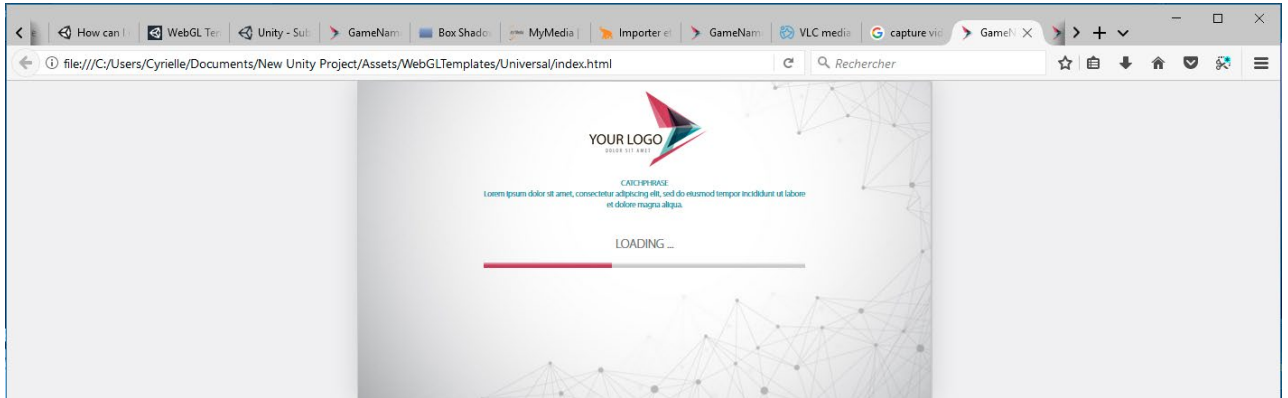 How can I
WebGL Ten
Unity - Sub
GameNam
Box Shadov
MyMedia |
Importer et
GameNam
VLC media
capture vid
GameN
file:///C:/Users/Cyrielle/Documents/New Unity Project/Assets/WebGLTemplates/Universal/index.html
Rechercher
YOUR LOGO
DOLOR SIT AMET
CATCHPHRASE
Lorem ipsum dolor sit amet, consectetur adipiscing elit, sed do eiusmod tempor incididunt ut labore
et dolore magna aliqua.
LOADING ...